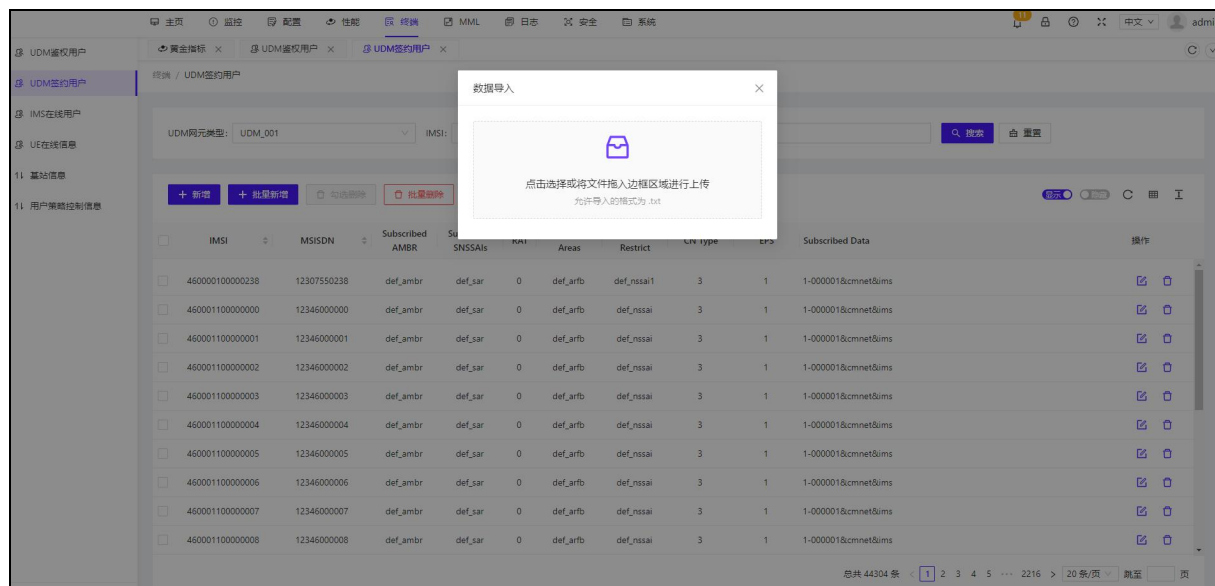 主页 监控 配置 性能 终端 MML 日志 安全 系统 11 中文 admi
UDM鉴权用户 黄金指标 UDM鉴权用户 UDM签约用户
UDM签约用户 终端 / UDM签约用户
数据导入
IMS在线用户
UE在线信息 UDM网元类型: UDM_001 IMSI: 搜索 重置
点击选择或将文件拖入边框区域进行上传
允许导入的格式为 .txt
基站信息
用户策略控制信息 新增 批量新增 勾选删除 批量删除 显示
IMSI MSISDN Subscribed AMBR SNSSAIs RAT Areas Restrict CN Type EPS Subscribed Data 操作
460000100000238 12307550238 def_ambr def_sar 0 def_arfb def_nssai1 3 1 1-000001&cmnet&ims
460001100000000 12346000000 def_ambr def_sar 0 def_arfb def_nssai 3 1 1-000001&cmnet&ims
460001100000001 12346000001 def_ambr def_sar 0 def_arfb def_nssai 3 1 1-000001&cmnet&ims
460001100000002 12346000002 def_ambr def_sar 0 def_arfb def_nssai 3 1 1-000001&cmnet&ims
460001100000003 12346000003 def_ambr def_sar 0 def_arfb def_nssai 3 1 1-000001&cmnet&ims
460001100000004 12346000004 def_ambr def_sar 0 def_arfb def_nssai 3 1 1-000001&cmnet&ims
460001100000005 12346000005 def_ambr def_sar 0 def_arfb def_nssai 3 1 1-000001&cmnet&ims
460001100000006 12346000006 def_ambr def_sar 0 def_arfb def_nssai 3 1 1-000001&cmnet&ims
460001100000007 12346000007 def_ambr def_sar 0 def_arfb def_nssai 3 1 1-000001&cmnet&ims
460001100000008 12346000008 def_ambr def_sar 0 def_arfb def_nssai 3 1 1-000001&cmnet&ims
总共 44304 条 < 1 2 3 4 5 ··· 2216 > 20 条/页 跳至 页